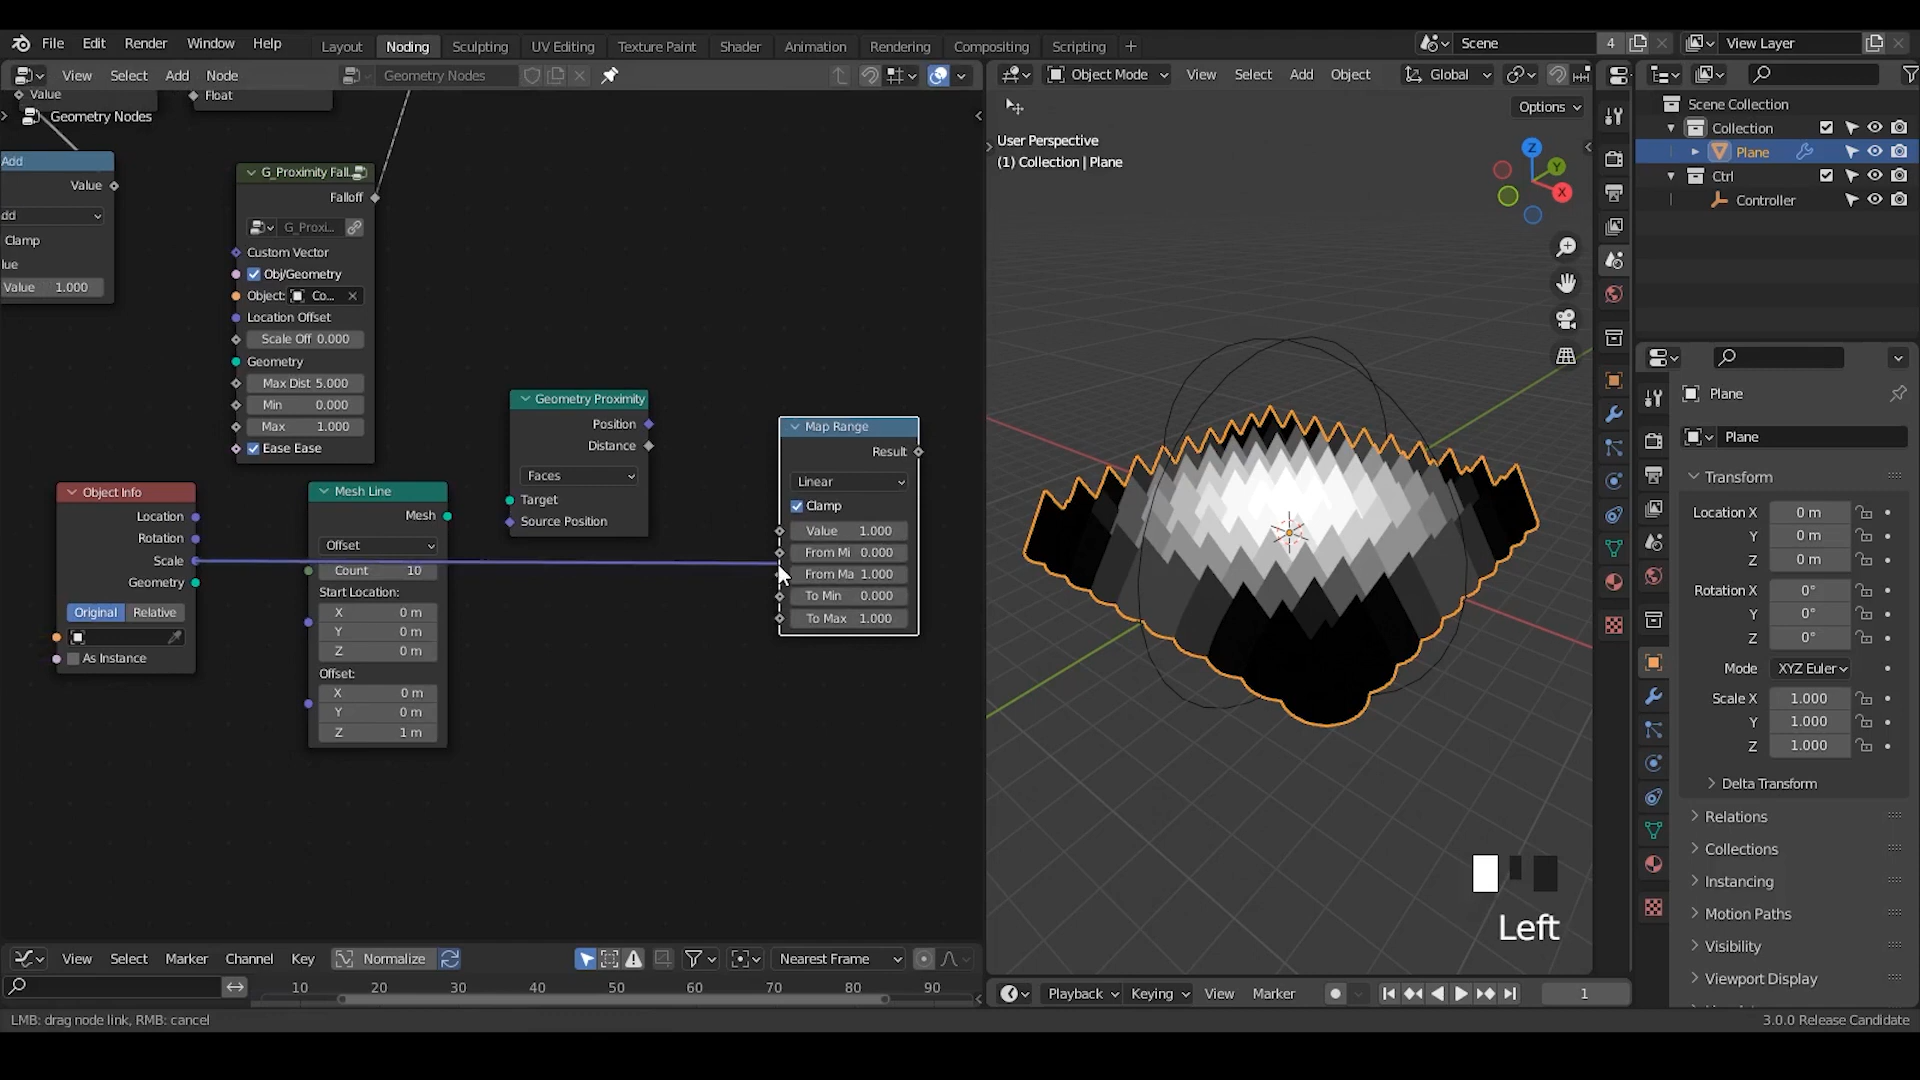 File Edit Render Window Help
Layout Noding Sculpting UV Editing Texture Paint Shader Animation Rendering Compositing Scripting +
Scene 4
View Layer
View Select Add Node
Geometry Nodes
Object Mode View Select Add Object
Global
Options
Value
Float
Geometry Nodes
Add
Value
dd
Clamp
lue
Value 1.000
G_Proximity Fall..
Falloff
G_Proxi...
Custom Vector
Obj/Geometry
Object: Co...
Location Offset
Scale Off 0.000
Geometry
Max Dist 5.000
Min 0.000
Max 1.000
Ease Ease
Object Info
Location
Rotation
Scale
Geometry
Original Relative
As Instance
Mesh Line
Mesh
Offset
Count 10
Start Location:
X 0 m
Y 0 m
Z 0 m
Offset:
X 0 m
Y 0 m
Z 1 m
Geometry Proximity
Position
Distance
Faces
Target
Source Position
Map Range
Result
Linear
Clamp
Value 1.000
From Mi 0.000
From Ma 1.000
To Min 0.000
To Max 1.000
User Perspective
(1) Collection | Plane
Z
Y
X
Left
Scene Collection
Collection
Plane
Ctrl
Controller
Plane
Plane
Transform
Location X 0 m
Y 0 m
Z 0 m
Rotation X 0°
Y 0°
Z 0°
Mode XYZ Euler
Scale X 1.000
Y 1.000
Z 1.000
Delta Transform
Relations
Collections
Instancing
Motion Paths
Visibility
Viewport Display
View Select Marker Channel Key Normalize
Nearest Frame
10 20 30 40 50 60 70 80 90
Playback Keying View Marker
1
LMB: drag node link, RMB: cancel
3.0.0 Release Candidate